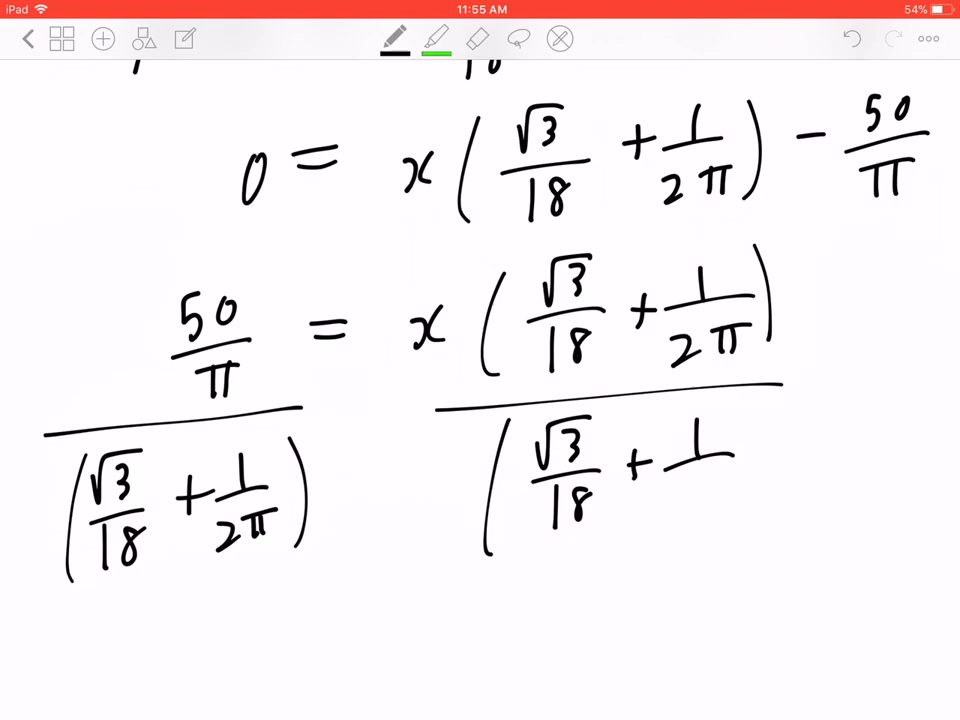 iPad 11:55 AM 54%
0 = x(√3/18 + 1/2π) − 50/π
50/π = x(√3/18 + 1/2π)
(√3/18 + 1/2π) (√3/18 + 1